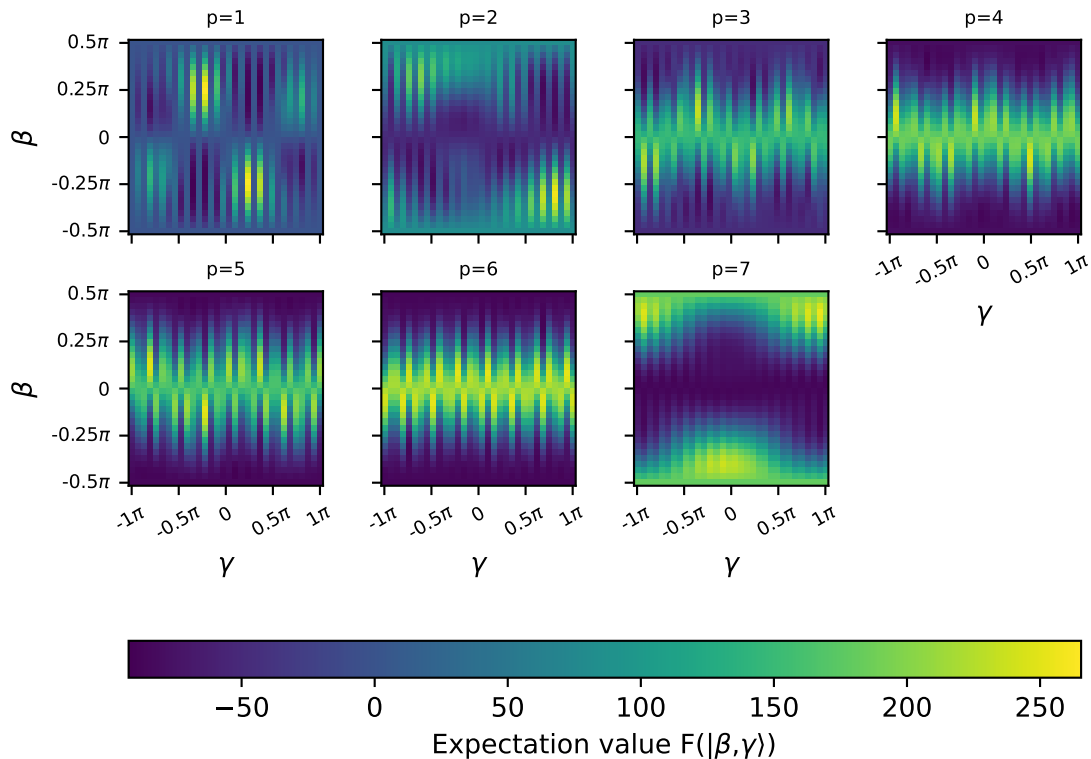 p=1 p=2 p=3 p=4
0.5π
0.25π
0
-0.25π
-0.5π
β
-1π -0.5π 0 0.5π 1π
γ
p=5 p=6 p=7
0.5π
0.25π
0
-0.25π
-0.5π
β
-1π -0.5π 0 0.5π 1π -1π -0.5π 0 0.5π 1π -1π -0.5π 0 0.5π 1π
γ γ γ
−50 0 50 100 150 200 250
Expectation value F(|β,γ⟩)